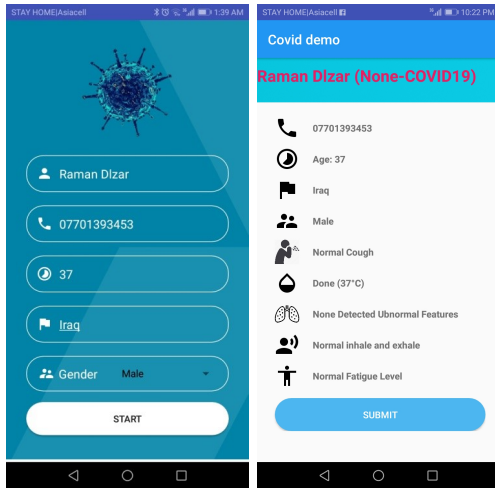 STAY HOME|Asiacell
1:39 AM
Raman Dlzar
07701393453
37
Iraq
Gender Male
START
STAY HOME|Asiacell
10:22 PM
Covid demo
Raman Dlzar (None-COVID19)
07701393453
Age: 37
Iraq
Male
Normal Cough
Done (37°C)
None Detected Ubnormal Features
Normal inhale and exhale
Normal Fatigue Level
SUBMIT